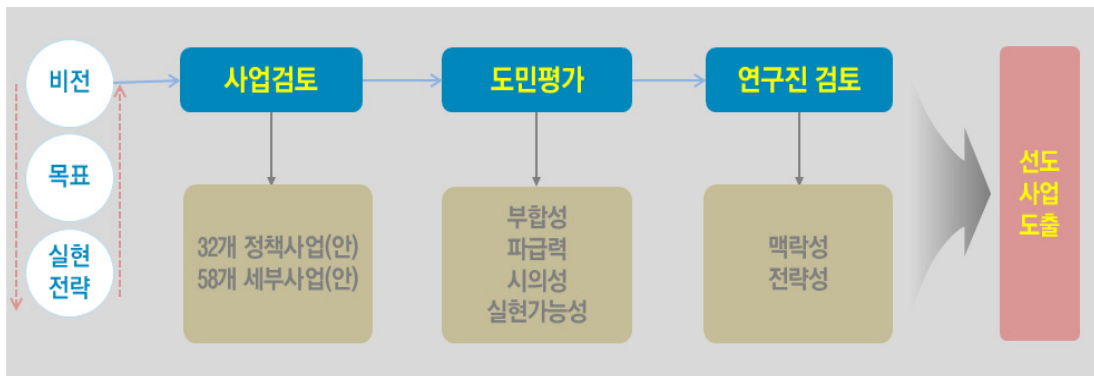 비전
목표
실현
전략
사업검토
도민평가
연구진 검토
32개 정책사업(안)
58개 세부사업(안)
부합성
파급력
시의성
실현가능성
맥락성
전략성
선도
사업
도출